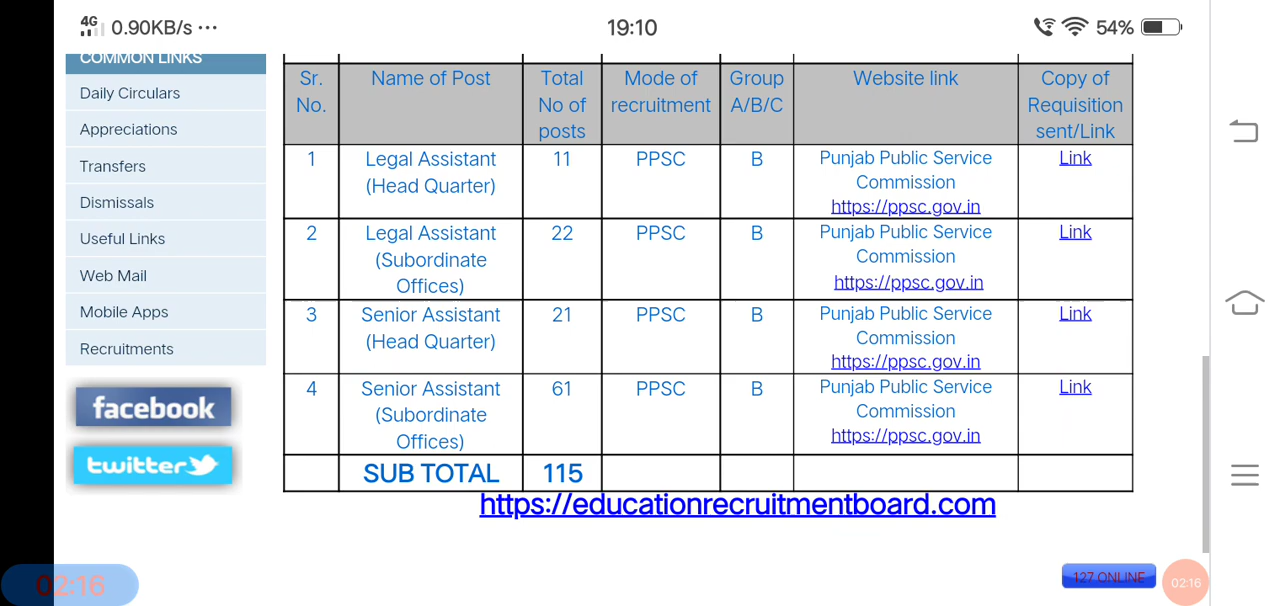 4G 0.90KB/s ...
19:10
54%
COMMON LINKS
Daily Circulars
Appreciations
Transfers
Dismissals
Useful Links
Web Mail
Mobile Apps
Recruitments
facebook
twitter
Sr. No. Name of Post Total No of posts Mode of recruitment Group A/B/C Website link Copy of Requisition sent/Link
1 Legal Assistant (Head Quarter) 11 PPSC B Punjab Public Service Commission https://ppsc.gov.in Link
2 Legal Assistant (Subordinate Offices) 22 PPSC B Punjab Public Service Commission https://ppsc.gov.in Link
3 Senior Assistant (Head Quarter) 21 PPSC B Punjab Public Service Commission https://ppsc.gov.in Link
4 Senior Assistant (Subordinate Offices) 61 PPSC B Punjab Public Service Commission https://ppsc.gov.in Link
SUB TOTAL 115
https://educationrecruitmentboard.com
127 ONLINE
02:16
02:16